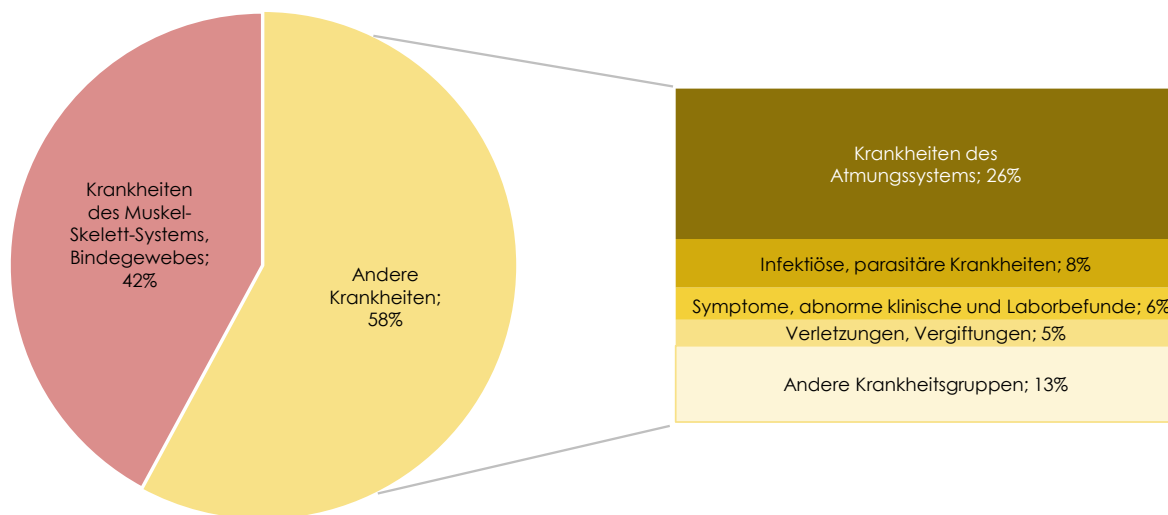 Krankheiten
des Muskel-
Skelett-Systems,
Bindegewebes;
42%
Andere
Krankheiten;
58%
Krankheiten des
Atmungssystems; 26%
Infektiöse, parasitäre Krankheiten; 8%
Symptome, abnorme klinische und Laborbefunde; 6%
Verletzungen, Vergiftungen; 5%
Andere Krankheitsgruppen; 13%